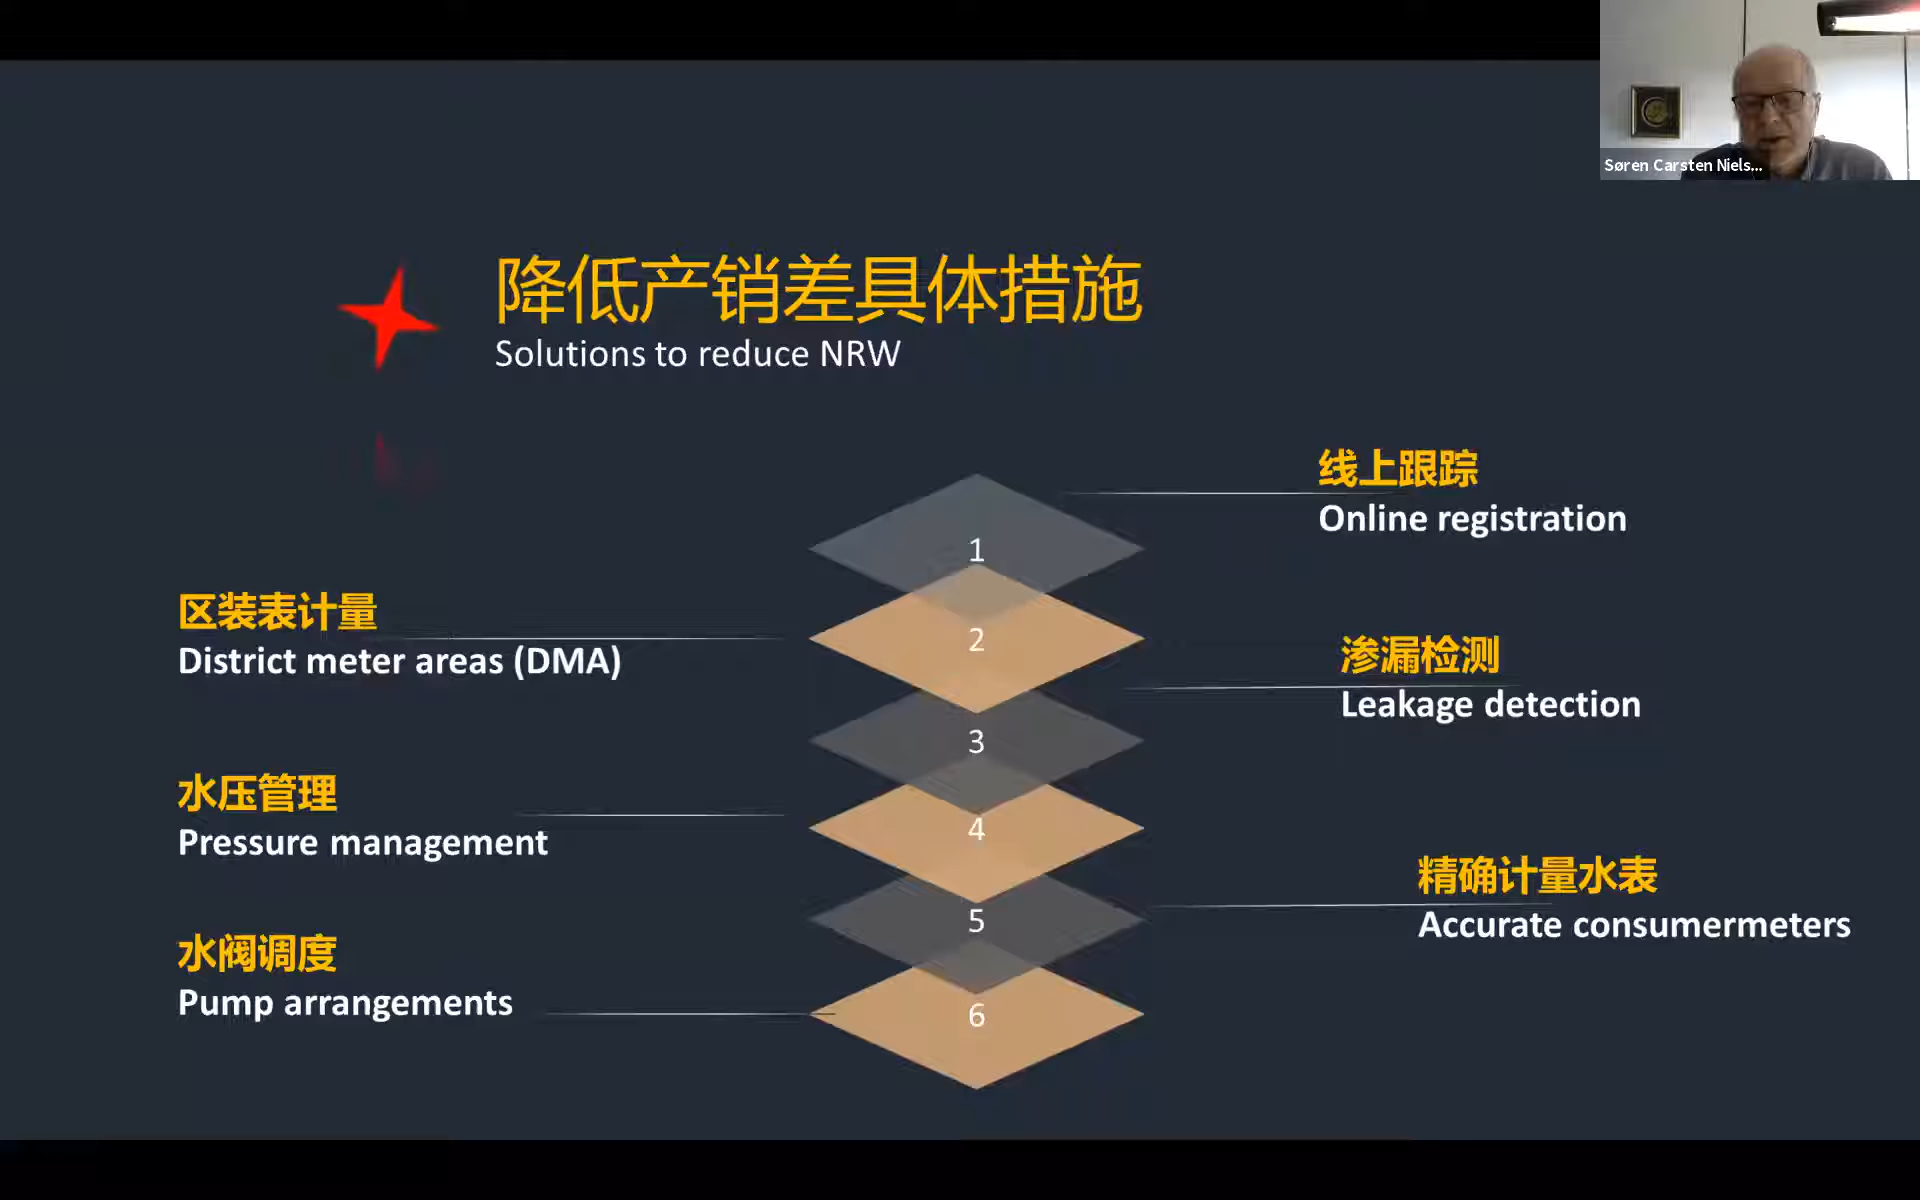 Søren Carsten Niels...
降低产销差具体措施
Solutions to reduce NRW
线上跟踪
Online registration
1
区装表计量
District meter areas (DMA)
2
渗漏检测
Leakage detection
3
水压管理
Pressure management
4
精确计量水表
Accurate consumermeters
5
水阀调度
Pump arrangements
6